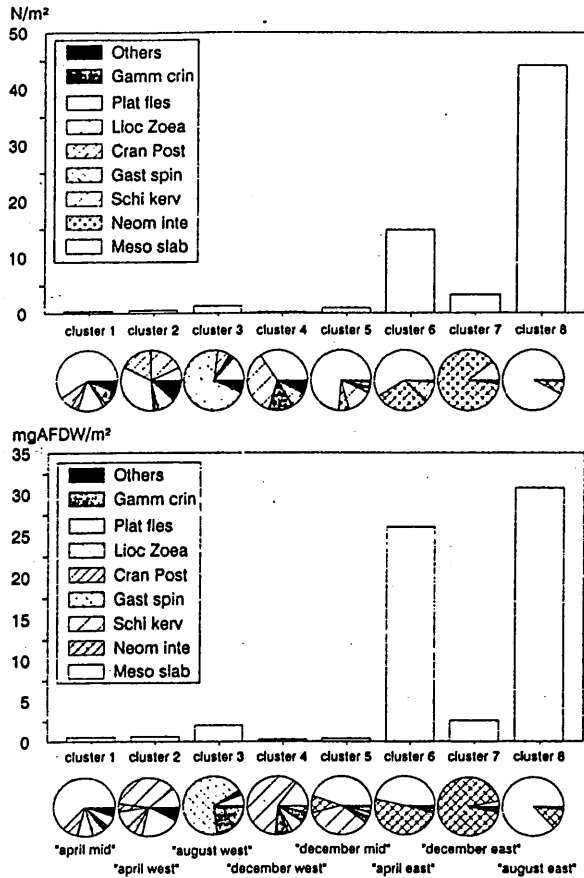 N/m²
50
40
30
20
10
0
Others
Gamm crin
Plat fles
Lioc Zoea
Cran Post
Gast spin
Schi kerv
Neom inte
Meso slab
cluster 1 cluster 2 cluster 3 cluster 4 cluster 5 cluster 6 cluster 7 cluster 8
mgAFDW/m²
35
30
25
20
15
10
5
0
Others
Gamm crin
Plat fles
Lioc Zoea
Cran Post
Gast spin
Schi kerv
Neom inte
Meso slab
cluster 1 cluster 2 cluster 3 cluster 4 cluster 5 cluster 6 cluster 7 cluster 8
"april mid" "august west" "december mid" "december east"
"april west" "december west" "april east" "august east"